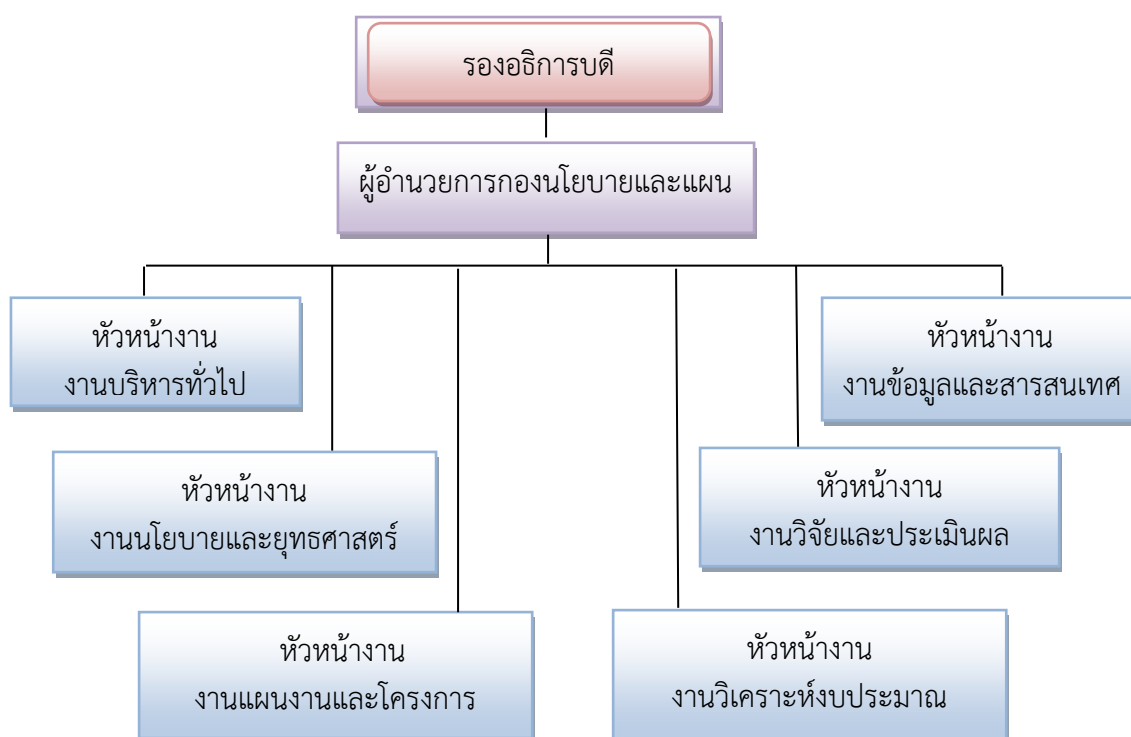 รองอธิการบดี
ผู้อำนวยการกองนโยบายและแผน
หัวหน้างาน
งานบริหารทั่วไป
หัวหน้างาน
งานข้อมูลและสารสนเทศ
หัวหน้างาน
งานนโยบายและยุทธศาสตร์
หัวหน้างาน
งานวิจัยและประเมินผล
หัวหน้างาน
งานแผนงานและโครงการ
หัวหน้างาน
งานวิเคราะห์งบประมาณ